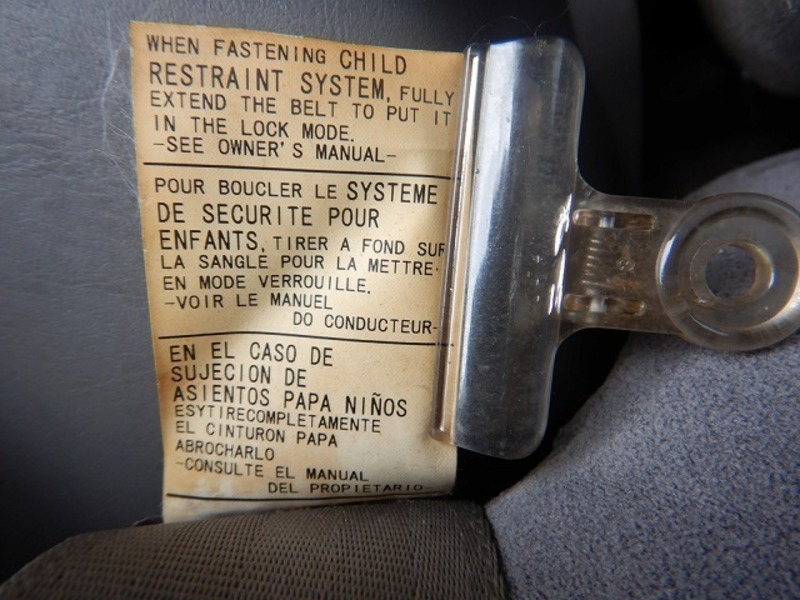 WHEN FASTENING CHILD
RESTRAINT SYSTEM, FULLY
EXTEND THE BELT TO PUT IT
IN THE LOCK MODE.
-SEE OWNER'S MANUAL-
POUR BOUCLER LE SYSTEME
DE SECURITE POUR
ENFANTS, TIRER A FOND SUR
LA SANGLE POUR LA METTRE
EN MODE VERROUILLE.
-VOIR LE MANUEL
DO CONDUCTEUR-
EN EL CASO DE
SUJECION DE
ASIENTOS PAPA NIÑOS
ESYTIRECOMPLETAMENTE
EL CINTURON PAPA
ABROCHARLO
-CONSULTE EL MANUAL
DEL PROPIETARIO-